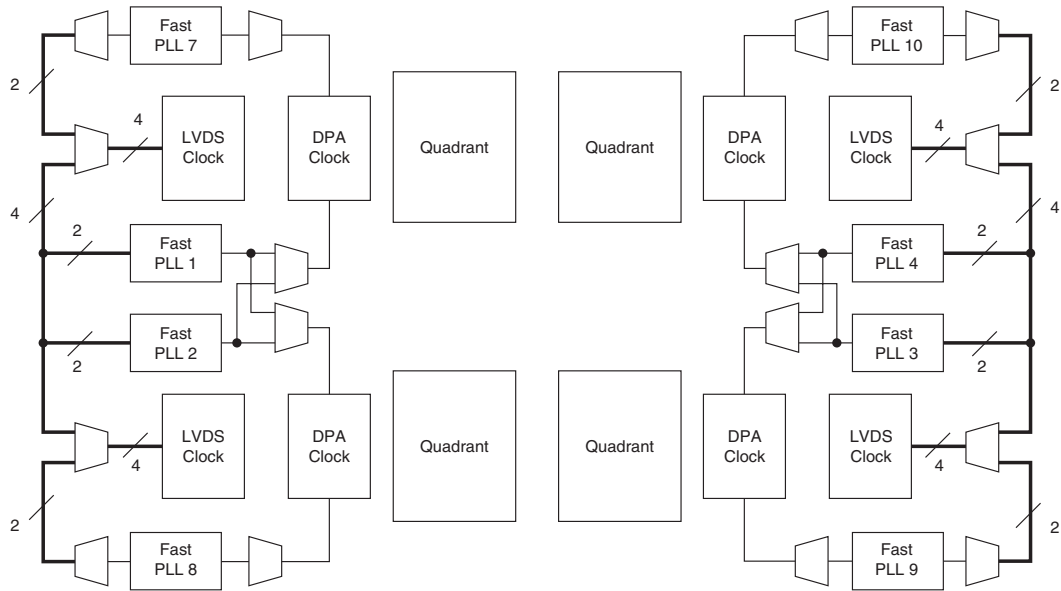 Fast
PLL 7
Fast
PLL 10
2
2
4
LVDS
Clock
DPA
Clock
Quadrant
Quadrant
DPA
Clock
LVDS
Clock
4
4
4
2
Fast
PLL 1
Fast
PLL 4
2
2
Fast
PLL 2
Fast
PLL 3
2
4
LVDS
Clock
DPA
Clock
Quadrant
Quadrant
DPA
Clock
LVDS
Clock
4
2
2
Fast
PLL 8
Fast
PLL 9